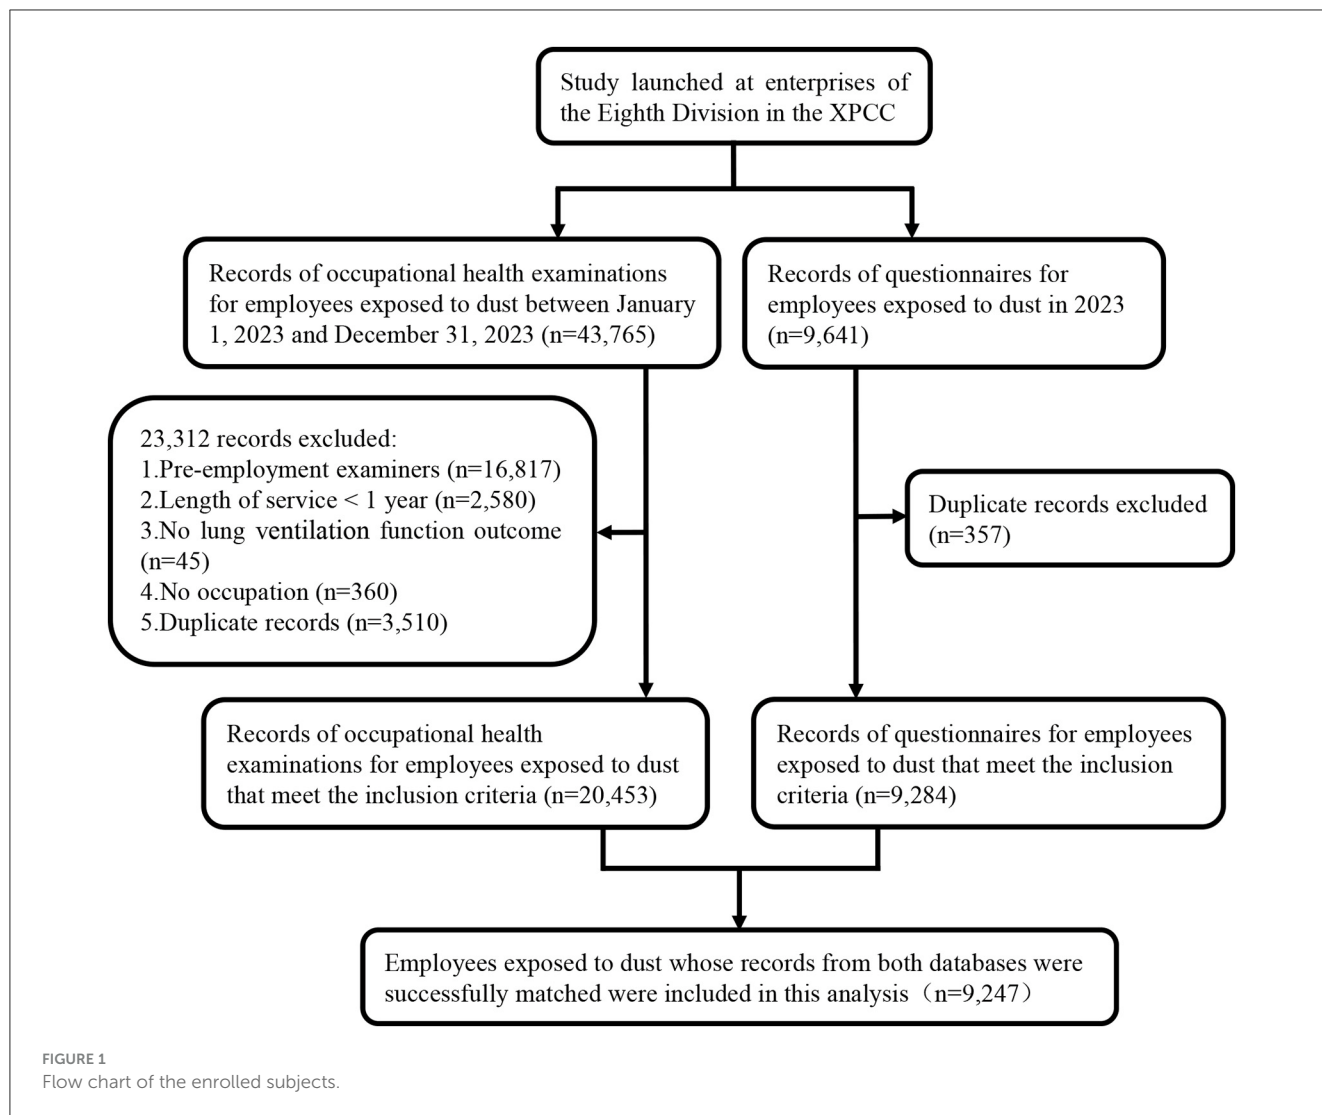 Study launched at enterprises of
the Eighth Division in the XPCC
Records of occupational health examinations
for employees exposed to dust between January
1, 2023 and December 31, 2023 (n=43,765)
Records of questionnaires for
employees exposed to dust in 2023
(n=9,641)
23,312 records excluded:
1.Pre-employment examiners (n=16,817)
2.Length of service < 1 year (n=2,580)
3.No lung ventilation function outcome
(n=45)
4.No occupation (n=360)
5.Duplicate records (n=3,510)
Duplicate records excluded
(n=357)
Records of occupational health
examinations for employees exposed to dust
that meet the inclusion criteria (n=20,453)
Records of questionnaires for employees
exposed to dust that meet the inclusion
criteria (n=9,284)
Employees exposed to dust whose records from both databases were
successfully matched were included in this analysis（n=9,247）
FIGURE 1
Flow chart of the enrolled subjects.